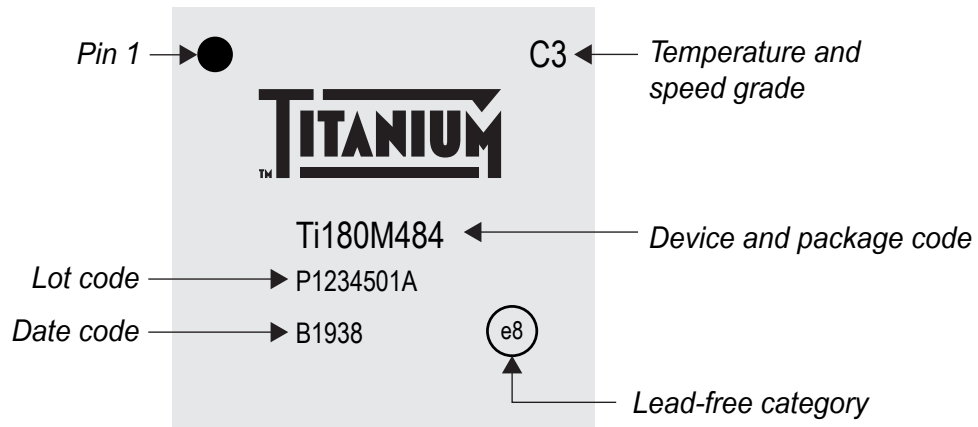 Pin 1
C3
Temperature and
speed grade
TITANIUM
TM
Ti180M484
Device and package code
Lot code
P1234501A
Date code
B1938
e8
Lead-free category